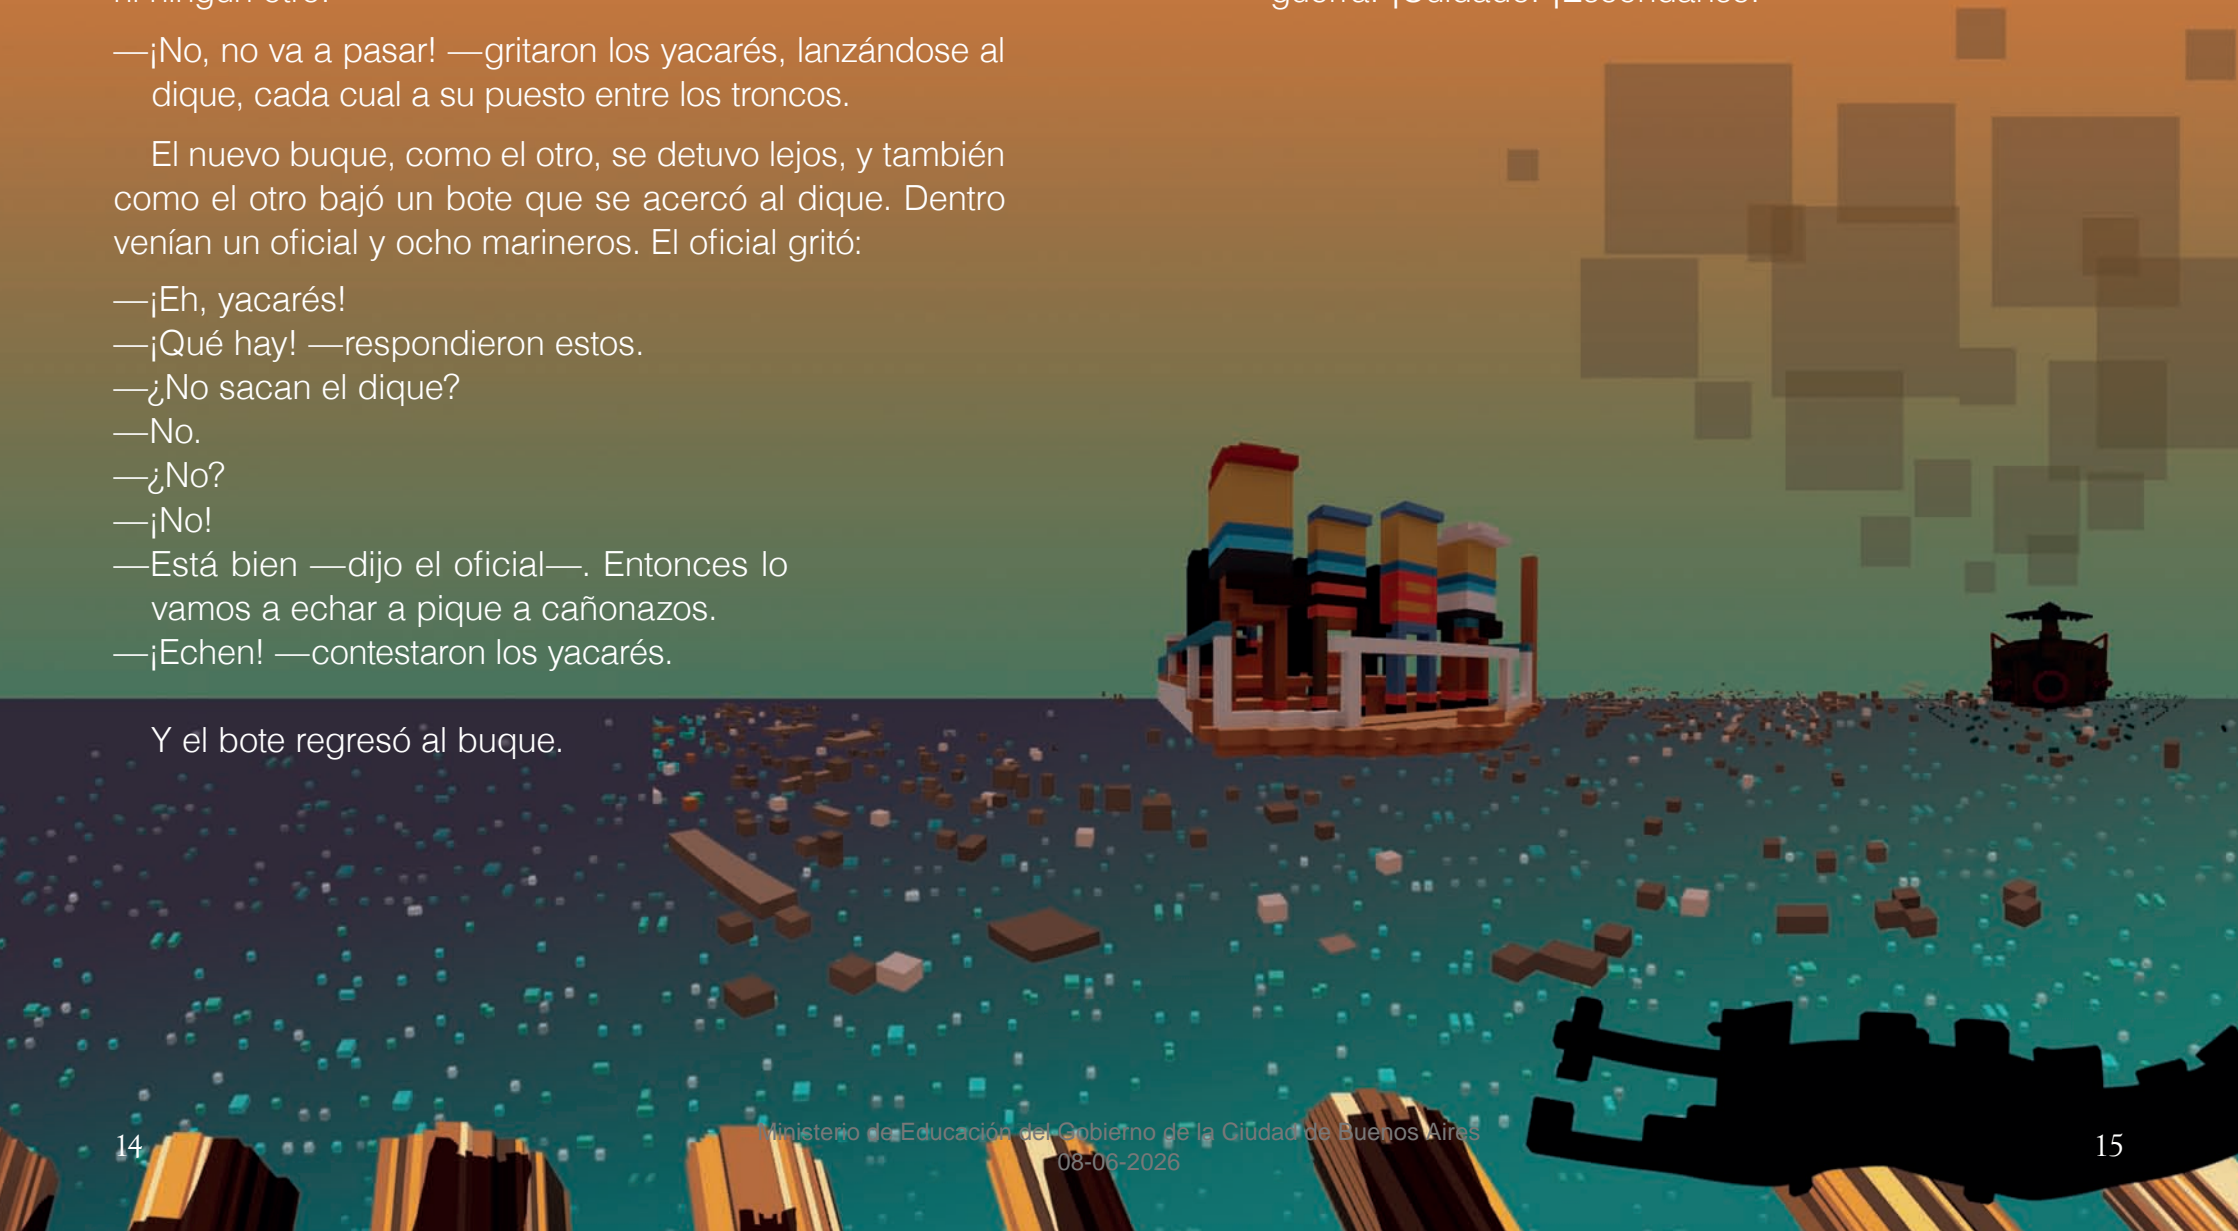 —¡No, no va a pasar! —gritaron los yacarés, lanzándose al
dique, cada cual a su puesto entre los troncos.
El nuevo buque, como el otro, se detuvo lejos, y también
como el otro bajó un bote que se acercó al dique. Dentro
venían un oficial y ocho marineros. El oficial gritó:
—¡Eh, yacarés!
—¡Qué hay! —respondieron estos.
—¿No sacan el dique?
—No.
—¿No?
—¡No!
—Está bien —dijo el oficial—. Entonces lo
vamos a echar a pique a cañonazos.
—¡Echen! —contestaron los yacarés.
Y el bote regresó al buque.
14
Ministerio de Educación del Gobierno de la Ciudad de Buenos Aires
08-06-2026
15